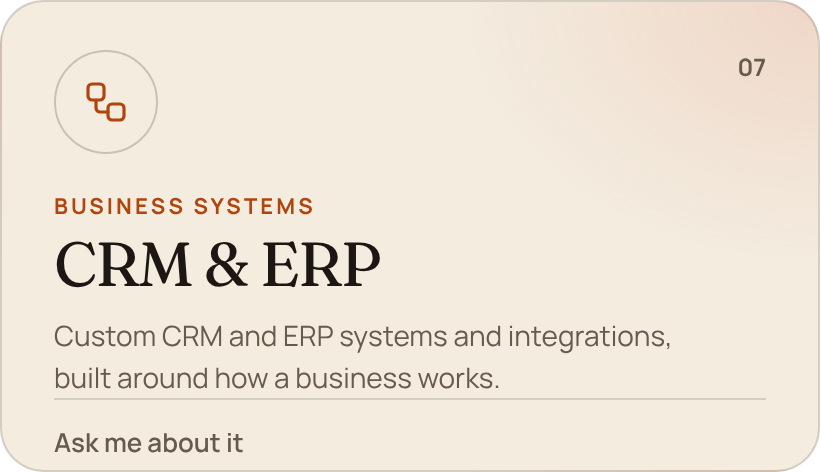 07
BUSINESS SYSTEMS
CRM & ERP
Custom CRM and ERP systems and integrations,
built around how a business works.
Ask me about it